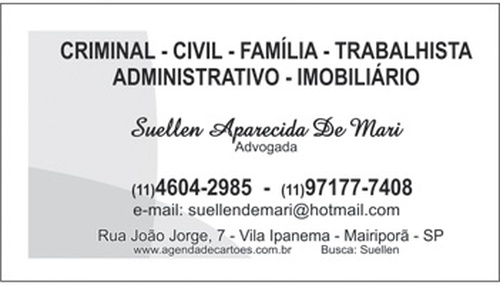 CRIMINAL - CIVIL - FAMÍLIA - TRABALHISTA
ADMINISTRATIVO - IMOBILIÁRIO
Suellen Aparecida De Mari
Advogada
(11)4604-2985 - (11)97177-7408
e-mail: suellendemari@hotmail.com
Rua João Jorge, 7 - Vila Ipanema - Mairiporã - SP
www.agendadecartoes.com.br Busca: Suellen